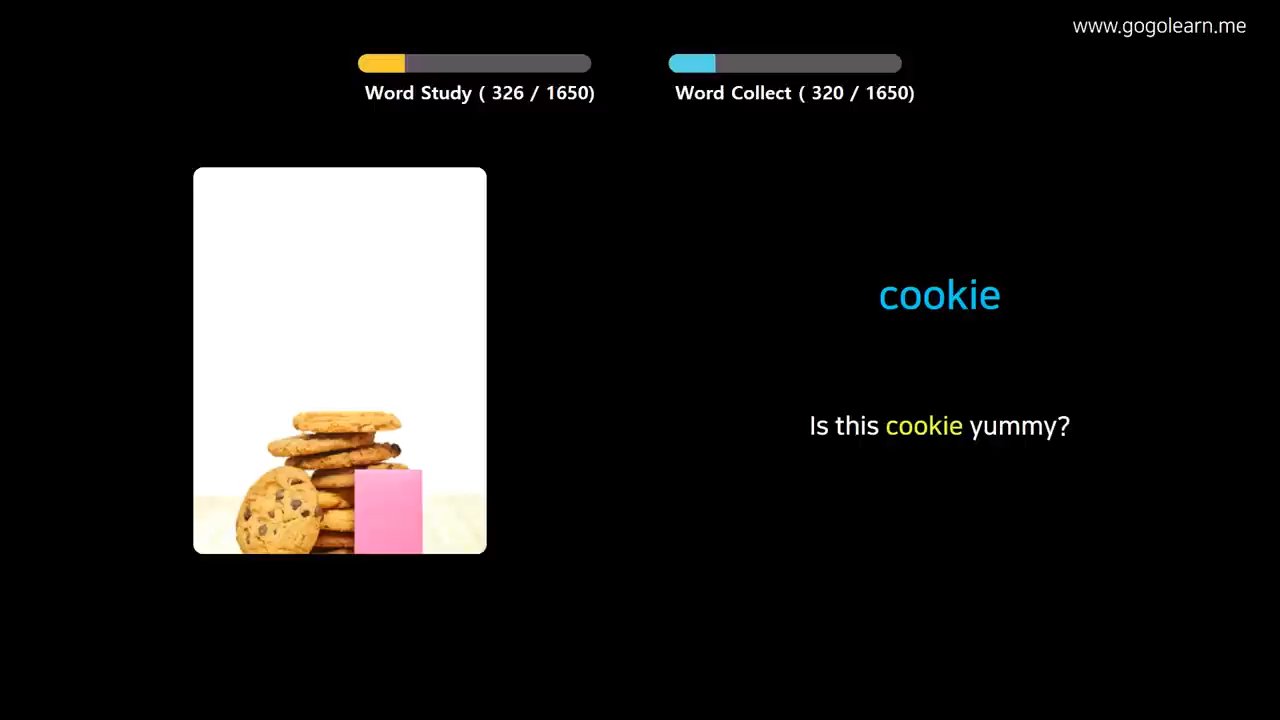 www.gogolearn.me
Word Study ( 326 / 1650)
Word Collect ( 320 / 1650)
cookie
Is this cookie yummy?